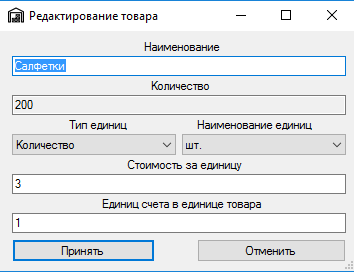 Редактирование товара
Наименование
Салфетки
Количество
200
Тип единиц Наименование единиц
Количество шт.
Стоимость за единицу
3
Единиц счета в единице товара
1
Принять Отменить